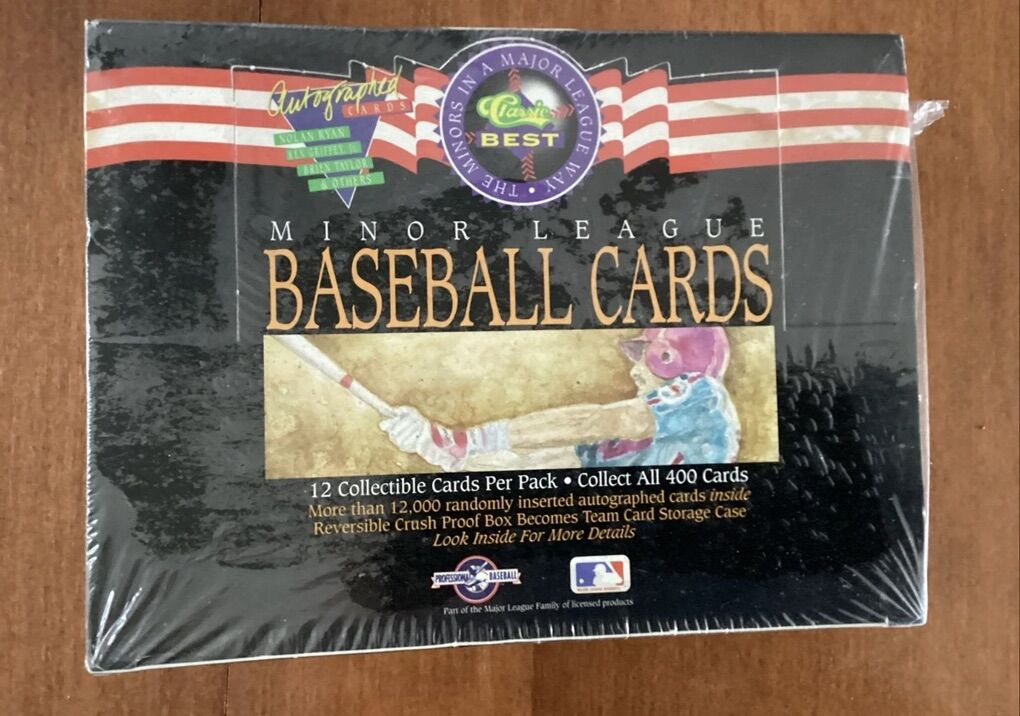 Autographed
CARDS
NOLAN RYAN
KEN GRIFFEY, JR.
BRIEN TAYLOR
& OTHERS
THE MINORS IN A MAJOR LEAGUE WAY •
Classic
BEST
MINOR LEAGUE
BASEBALL CARDS
12 Collectible Cards Per Pack • Collect All 400 Cards
More than 12,000 randomly inserted autographed cards inside
Reversible Crush Proof Box Becomes Team Card Storage Case
Look Inside For More Details
PROFESSIONAL BASEBALL
MAJOR LEAGUE BASEBALL
Part of the Major League Family of licensed products